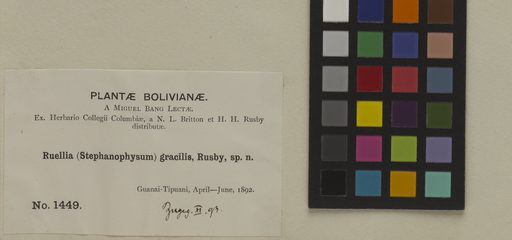 PLANTÆ BOLIVIANÆ.
A MIGUEL BANG LECTÆ.
Ex. Herbario Collegii Columbiæ, a N. L. Britton et H. H. Rusby
distributæ.
Ruellia (Stephanophysum) gracilis, Rusby, sp. n.
Guanai-Tipuani, April—June, 1892.
No. 1449.